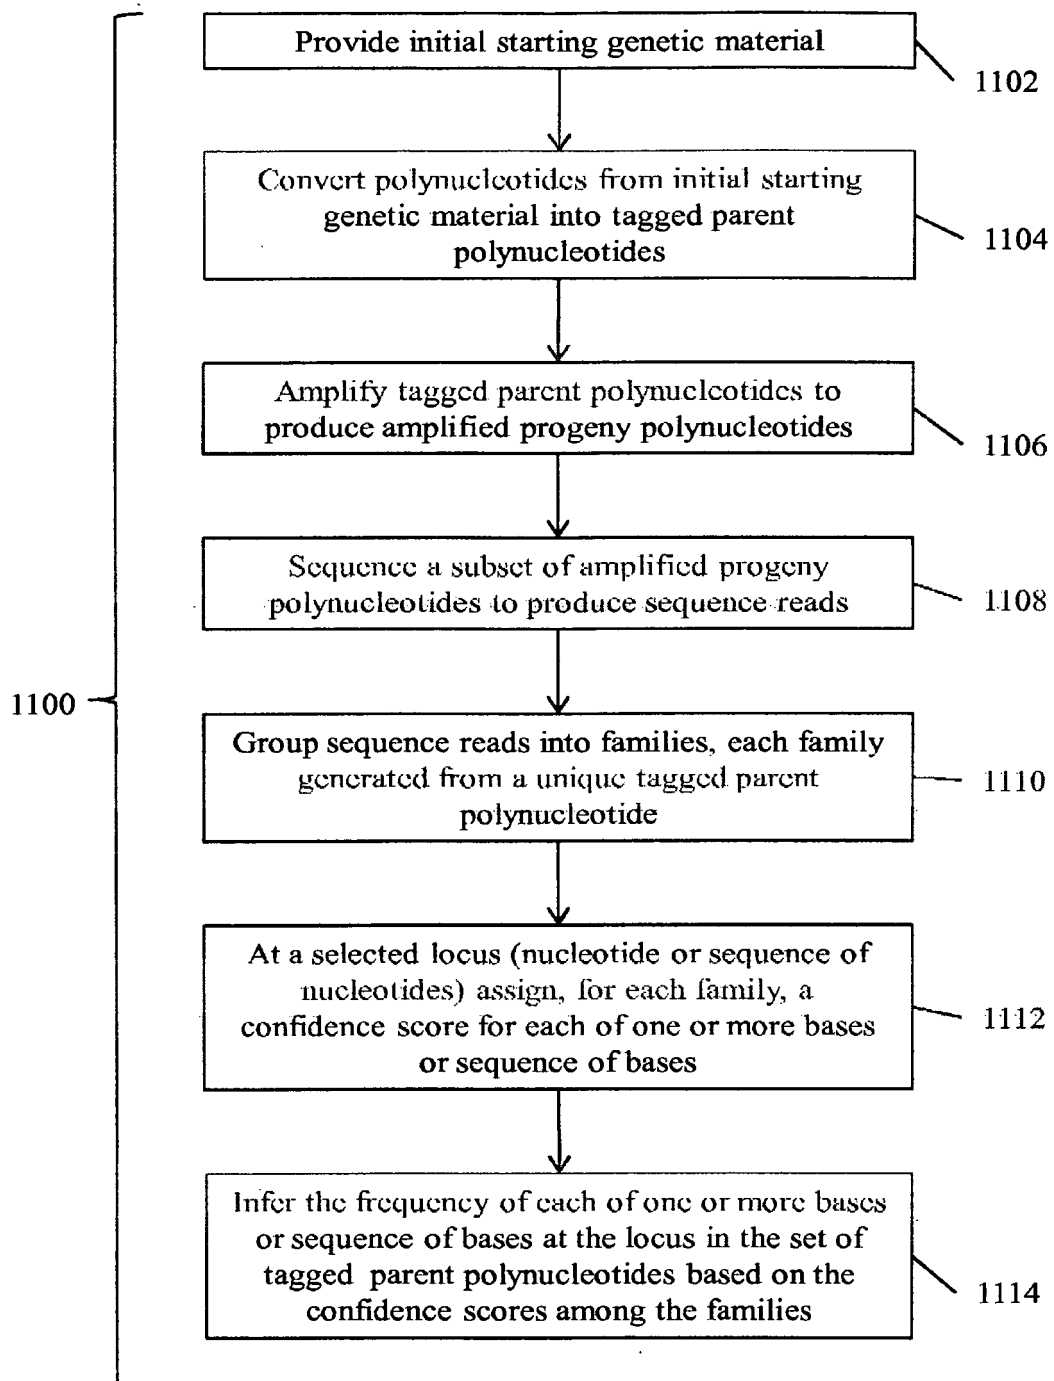 Provide initial starting genetic material
1102
Convert polynucleotides from initial starting
genetic material into tagged parent
polynucleotides
1104
Amplify tagged parent polynucleotides to
produce amplified progeny polynucleotides
1106
Sequence a subset of amplified progeny
polynucleotides to produce sequence reads
1108
1100
Group sequence reads into families, each family
generated from a unique tagged parent
polynucleotide
1110
At a selected locus (nucleotide or sequence of
nucleotides) assign, for each family, a
confidence score for each of one or more bases
or sequence of bases
1112
Infer the frequency of each of one or more bases
or sequence of bases at the locus in the set of
tagged parent polynucleotides based on the
confidence scores among the families
1114